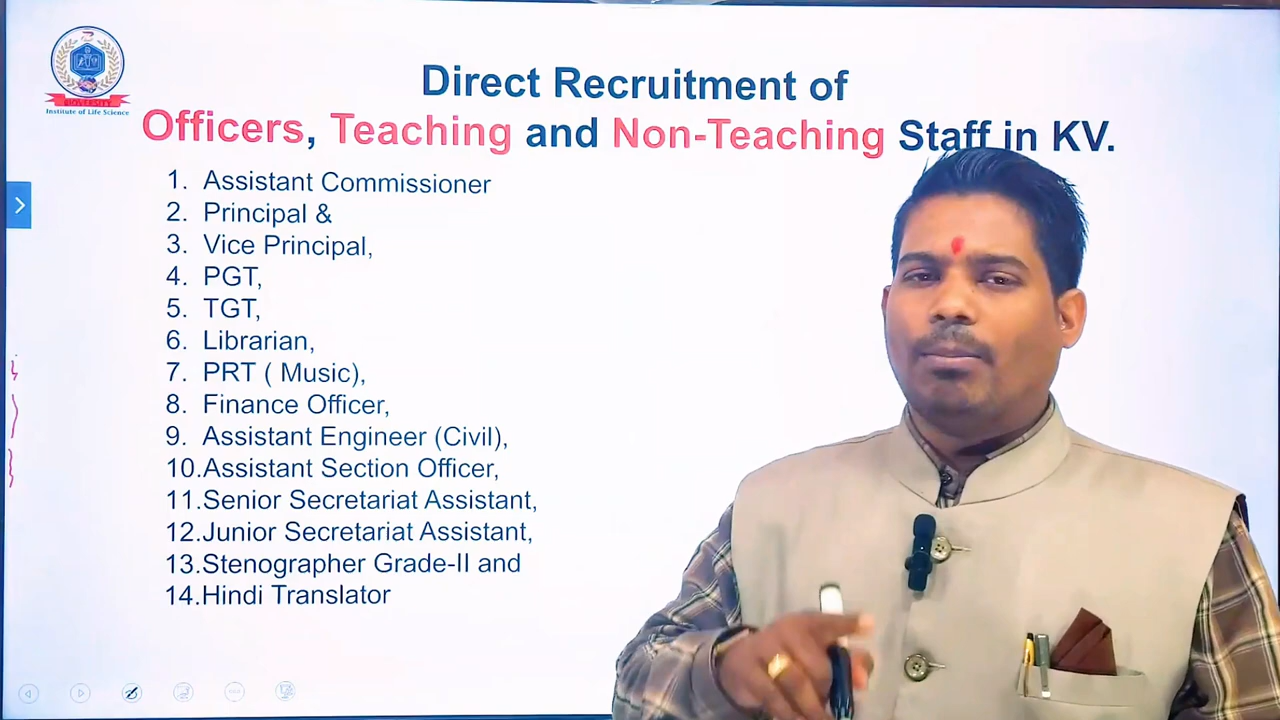 BIOVERSITY
Institute of Life Science
Direct Recruitment of
Officers, Teaching and Non-Teaching Staff in KV.
1. Assistant Commissioner
2. Principal &
3. Vice Principal,
4. PGT,
5. TGT,
6. Librarian,
7. PRT ( Music),
8. Finance Officer,
9. Assistant Engineer (Civil),
10.Assistant Section Officer,
11.Senior Secretariat Assistant,
12.Junior Secretariat Assistant,
13.Stenographer Grade-II and
14.Hindi Translator